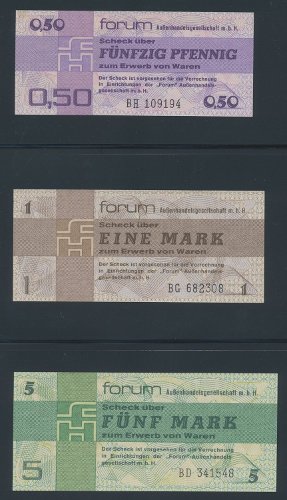 0,50 forum Außenhandelsgesellschaft m. b. H.
Scheck über
FÜNFZIG PFENNIG
zum Erwerb von Waren
Der Scheck ist vorgesehen für die Verrechnung
in Einrichtungen der „Forum" Außenhandels-
gesellschaft m. b. H.
0,50 BH 109194 0,50
1 forum Außenhandelsgesellschaft m. b. H.
Scheck über
EINE MARK
zum Erwerb von Waren
Der Scheck ist vorgesehen für die Verrechnung
in Einrichtungen der „Forum" Außenhandels-
gesellschaft m. b. H.
1 BG 682308 1
5 forum Außenhandelsgesellschaft m. b. H.
Scheck über
FÜNF MARK
zum Erwerb von Waren
Der Scheck ist vorgesehen für die Verrechnung
in Einrichtungen der „Forum" Außenhandels-
gesellschaft m. b. H.
5 BD 341548 5